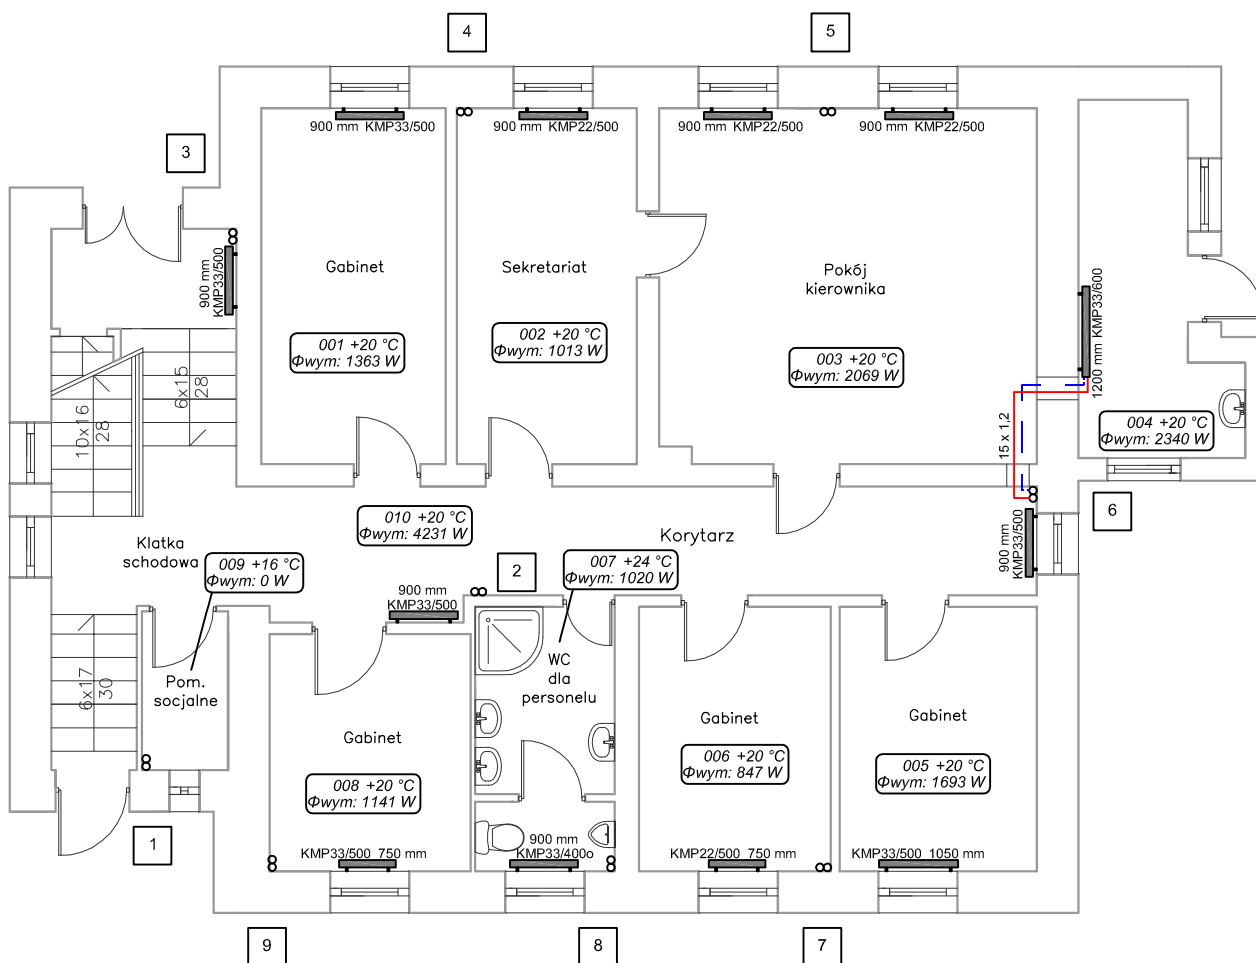 4
5
900 mm KMP33/500
900 mm KMP22/500
900 mm KMP22/500
900 mm KMP22/500
3
900 mm
KMP33/500
Gabinet
001 +20 °C
Φwym: 1363 W
Sekretariat
002 +20 °C
Φwym: 1013 W
Pokój
kierownika
003 +20 °C
Φwym: 2069 W
1200 mm KMP33/600
004 +20 °C
Φwym: 2340 W
15 x 1,2
6x15
28
10x16
28
6
010 +20 °C
Φwym: 4231 W
Korytarz
900 mm
KMP33/500
Klatka
schodowa
009 +16 °C
Φwym: 0 W
2
007 +24 °C
Φwym: 1020 W
900 mm
KMP33/500
6x17
30
Pom.
socjalne
WC
dla
personelu
Gabinet
008 +20 °C
Φwym: 1141 W
Gabinet
006 +20 °C
Φwym: 847 W
Gabinet
005 +20 °C
Φwym: 1693 W
1
KMP33/500 750 mm
900 mm
KMP33/400o
KMP22/500 750 mm
KMP33/500 1050 mm
9
8
7